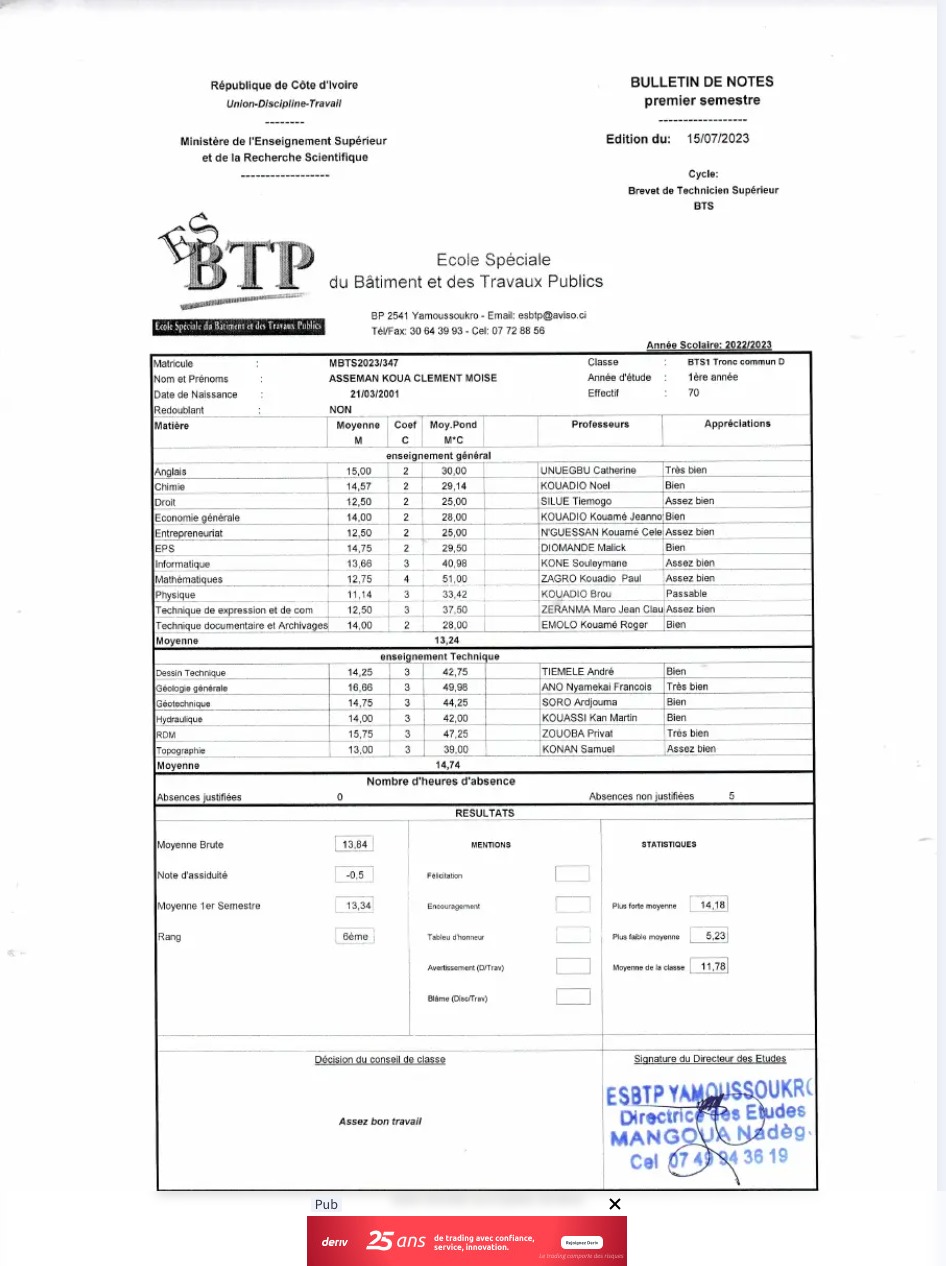 République de Côte d'Ivoire
Union-Discipline-Travail
--------
Ministère de l'Enseignement Supérieur
et de la Recherche Scientifique
------------------
BULLETIN DE NOTES
premier semestre
------------------
Edition du: 15/07/2023
Cycle:
Brevet de Technicien Supérieur
BTS
ES
BTP
Ecole Spéciale du Bâtiment et des Travaux Publics
Ecole Spéciale
du Bâtiment et des Travaux Publics
BP 2541 Yamoussoukro - Email: esbtp@aviso.ci
Tél/Fax: 30 64 39 93 - Cel: 07 72 88 56
Année Scolaire: 2022/2023
Matricule : MBTS2023/347 Classe : BTS1 Tronc commun D
Nom et Prénoms : ASSEMAN KOUA CLEMENT MOISE Année d'étude : 1ère année
Date de Naissance : 21/03/2001 Effectif : 70
Redoublant : NON
Matière Moyenne Coef Moy.Pond Professeurs Appréciations
M C M*C
enseignement général
Anglais 15,00 2 30,00 UNUEGBU Catherine Très bien
Chimie 14,57 2 29,14 KOUADIO Noel Bien
Droit 12,50 2 25,00 SILUE Tiemogo Assez bien
Economie générale 14,00 2 28,00 KOUADIO Kouamé Jeanno Bien
Entrepreneuriat 12,50 2 25,00 N'GUESSAN Kouamé Cele Assez bien
EPS 14,75 2 29,50 DIOMANDE Malick Bien
Informatique 13,66 3 40,98 KONE Souleymane Assez bien
Mathématiques 12,75 4 51,00 ZAGRO Kouadio Paul Assez bien
Physique 11,14 3 33,42 KOUADIO Brou Passable
Technique de expression et de com 12,50 3 37,50 ZERANMA Marc Jean Clau Assez bien
Technique documentaire et Archivages 14,00 2 28,00 EMOLO Kouamé Roger Bien
Moyenne 13,24
enseignement Technique
Dessin Technique 14,25 3 42,75 TIEMELE André Bien
Géologie générale 16,66 3 49,98 ANO Nyamekai Francois Très bien
Géotechnique 14,75 3 44,25 SORO Ardjouma Bien
Hydraulique 14,00 3 42,00 KOUASSI Kan Martin Bien
RDM 15,75 3 47,25 ZOUOBA Privat Très bien
Topographie 13,00 3 39,00 KONAN Samuel Assez bien
Moyenne 14,74
Nombre d'heures d'absence
Absences justifiées 0 Absences non justifiées 5
RESULTATS
Moyenne Brute 13,84
Note d'assiduité -0,5
Moyenne 1er Semestre 13,34
Rang 6ème
MENTIONS
Félicitation
Encouragement
Tableu d'honneur
Avertissement (D/Trav)
Blâme (Disc/Trav)
STATISTIQUES
Plus forte moyenne 14,18
Plus faible moyenne 5,23
Moyenne de la classe 11,78
Décision du conseil de classe
Assez bon travail
Signature du Directeur des Etudes
ESBTP YAMOUSSOUKRO
Directrice des Etudes
MANGOUA Nadèg
Cel 07 49 94 36 19
Pub
deriv 25 ans de trading avec confiance,
service, innovation.
Rejoignez Deriv
Le trading comporte des risques